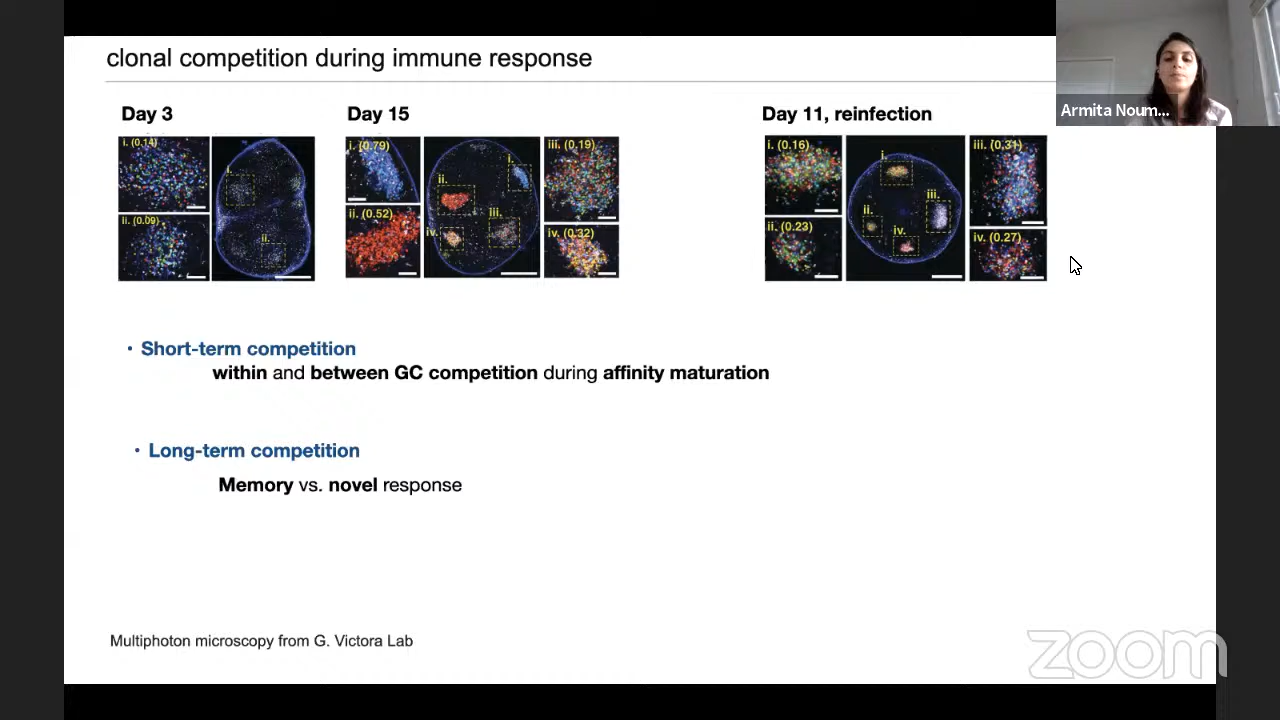 clonal competition during immune response
Armita Noum...
Day 3
Day 15
Day 11, reinfection
i. (0.14)
i.
ii. (0.09)
ii.
i. (0.79)
i.
iii. (0.19)
ii.
iii.
ii. (0.52)
iv.
iv. (0.32)
i. (0.16)
i.
iii. (0.31)
iii.
ii.
ii. (0.23)
iv.
iv. (0.27)
• Short-term competition
within and between GC competition during affinity maturation
• Long-term competition
Memory vs. novel response
Multiphoton microscopy from G. Victora Lab
zoom